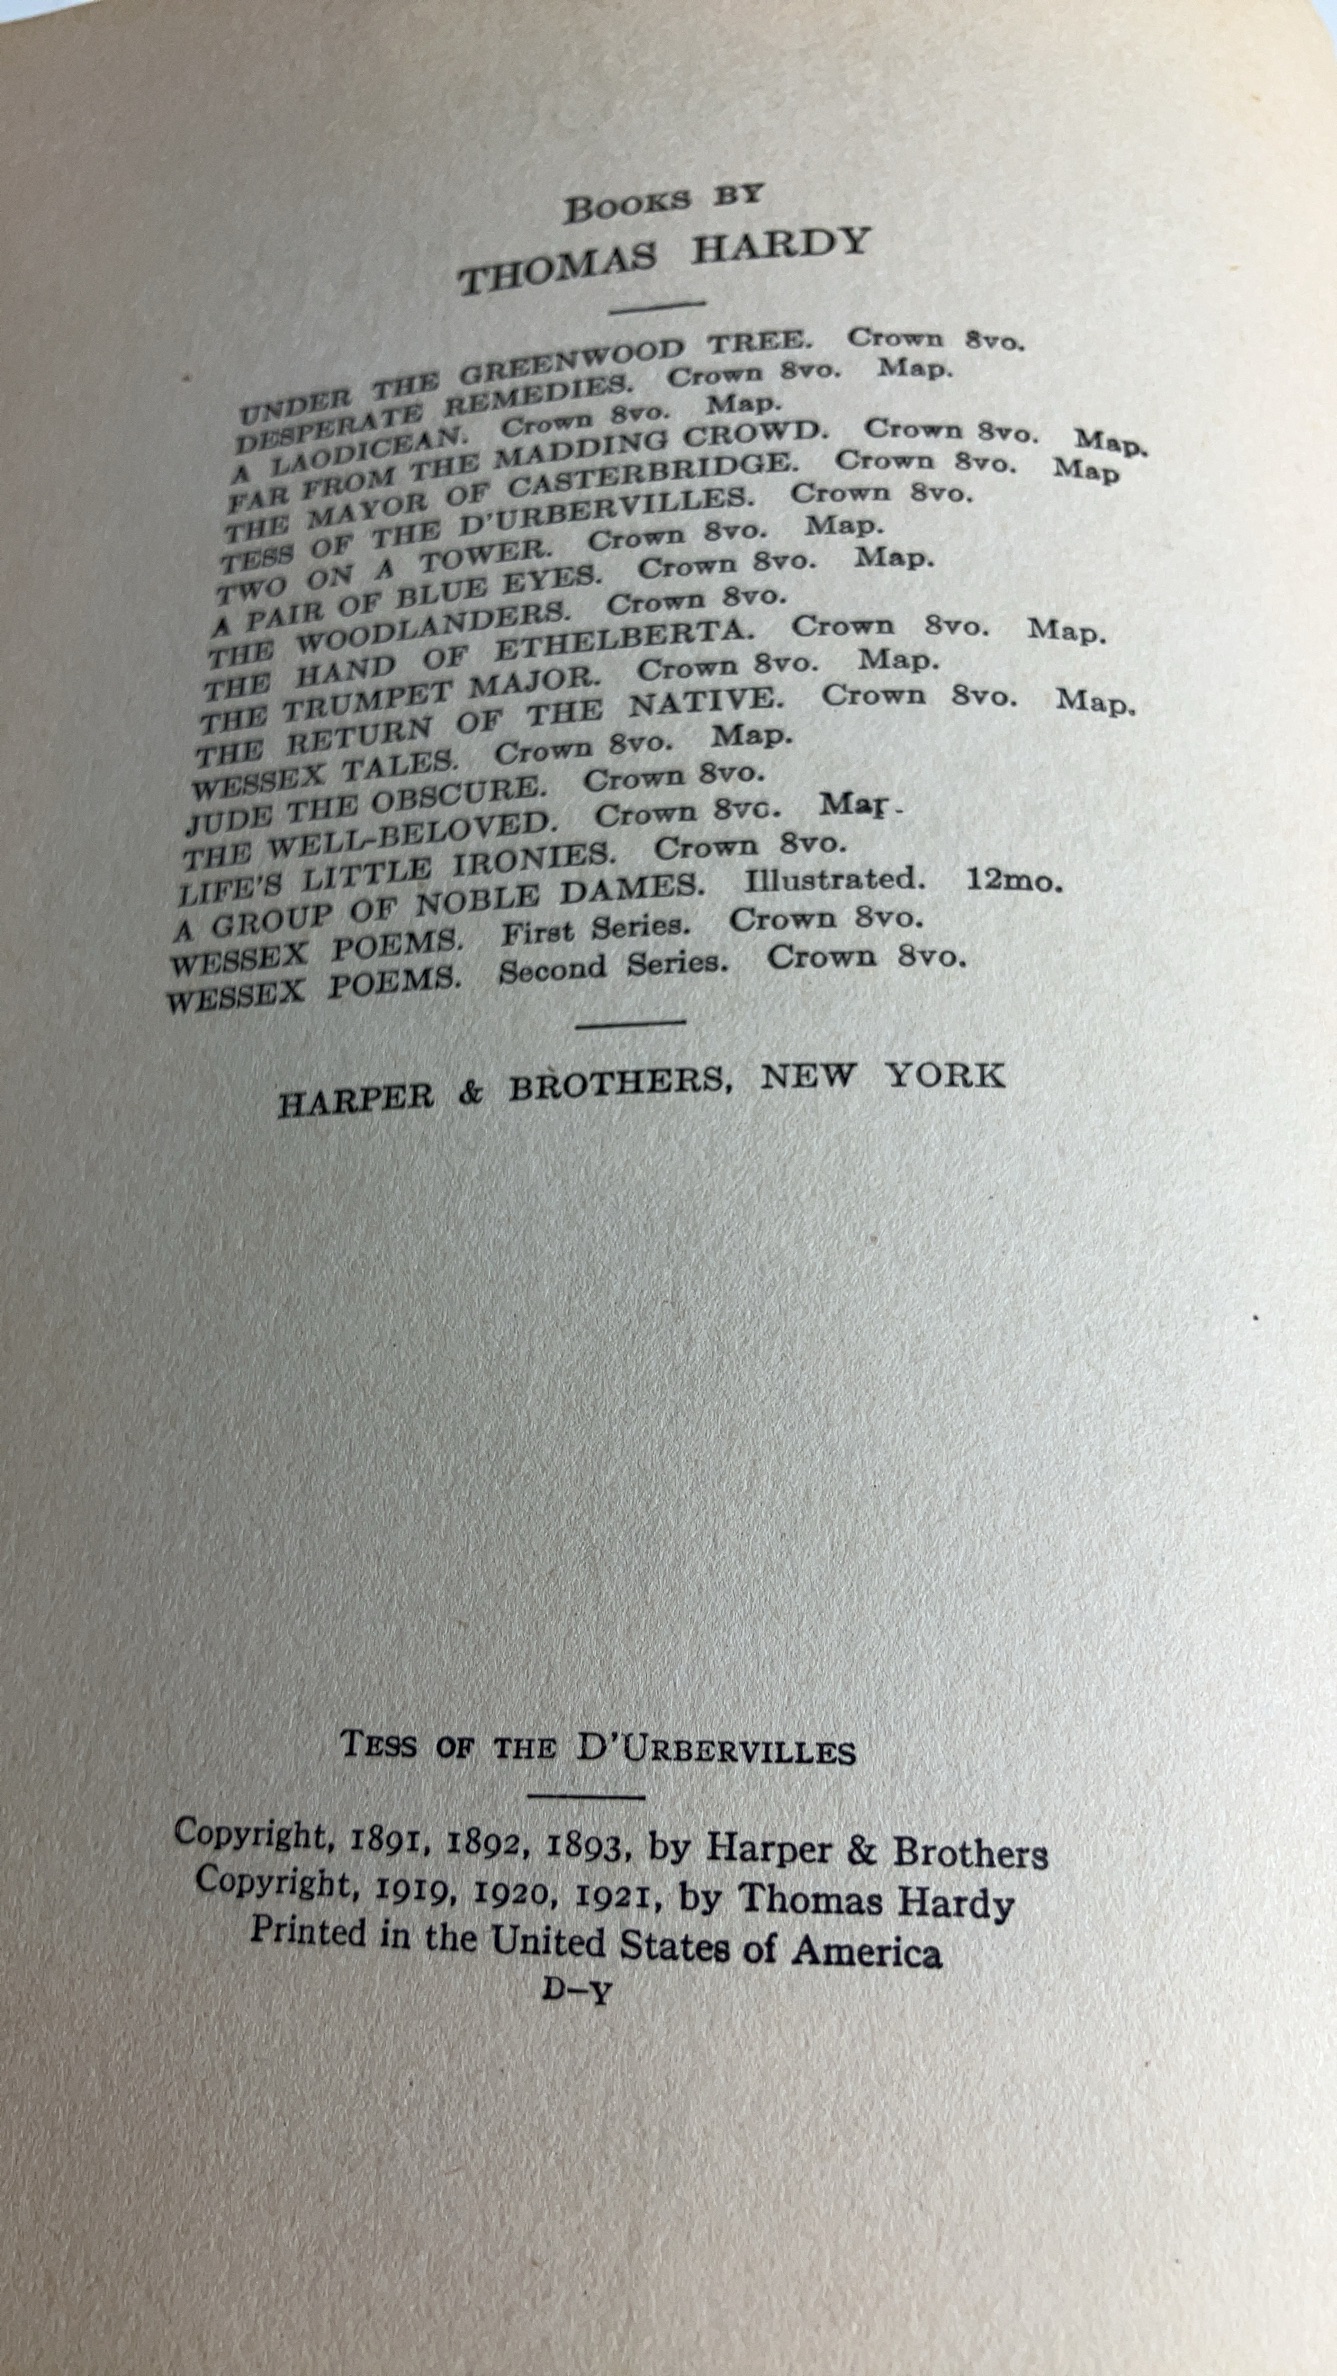 BOOKS BY
THOMAS HARDY
UNDER THE GREENWOOD TREE. Crown 8vo.
DESPERATE REMEDIES. Crown 8vo. Map.
A LAODICEAN. Crown 8vo. Map.
FAR FROM THE MADDING CROWD. Crown 8vo. Map.
THE MAYOR OF CASTERBRIDGE. Crown 8vo. Map
TESS OF THE D'URBERVILLES. Crown 8vo.
TWO ON A TOWER. Crown 8vo. Map.
A PAIR OF BLUE EYES. Crown 8vo. Map.
THE WOODLANDERS. Crown 8vo.
THE HAND OF ETHELBERTA. Crown 8vo. Map.
THE TRUMPET MAJOR. Crown 8vo. Map.
THE RETURN OF THE NATIVE. Crown 8vo. Map.
WESSEX TALES. Crown 8vo. Map.
JUDE THE OBSCURE. Crown 8vo.
THE WELL-BELOVED. Crown 8vo. Map.
LIFE'S LITTLE IRONIES. Crown 8vo.
A GROUP OF NOBLE DAMES. Illustrated. 12mo.
WESSEX POEMS. First Series. Crown 8vo.
WESSEX POEMS. Second Series. Crown 8vo.
HARPER & BROTHERS, NEW YORK
TESS OF THE D'URBERVILLES
Copyright, 1891, 1892, 1893, by Harper & Brothers
Copyright, 1919, 1920, 1921, by Thomas Hardy
Printed in the United States of America
D–Y